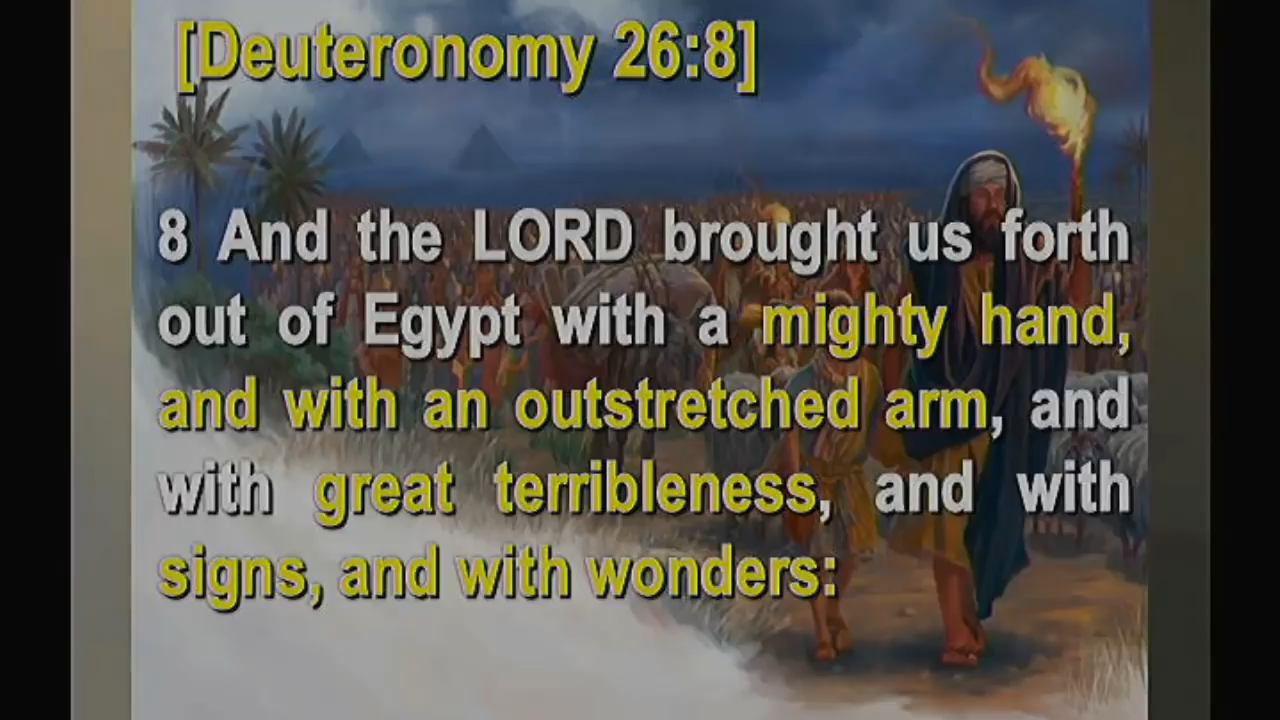 [Deuteronomy 26:8]
8 And the LORD brought us forth
out of Egypt with a mighty hand,
and with an outstretched arm, and
with great terribleness, and with
signs, and with wonders: